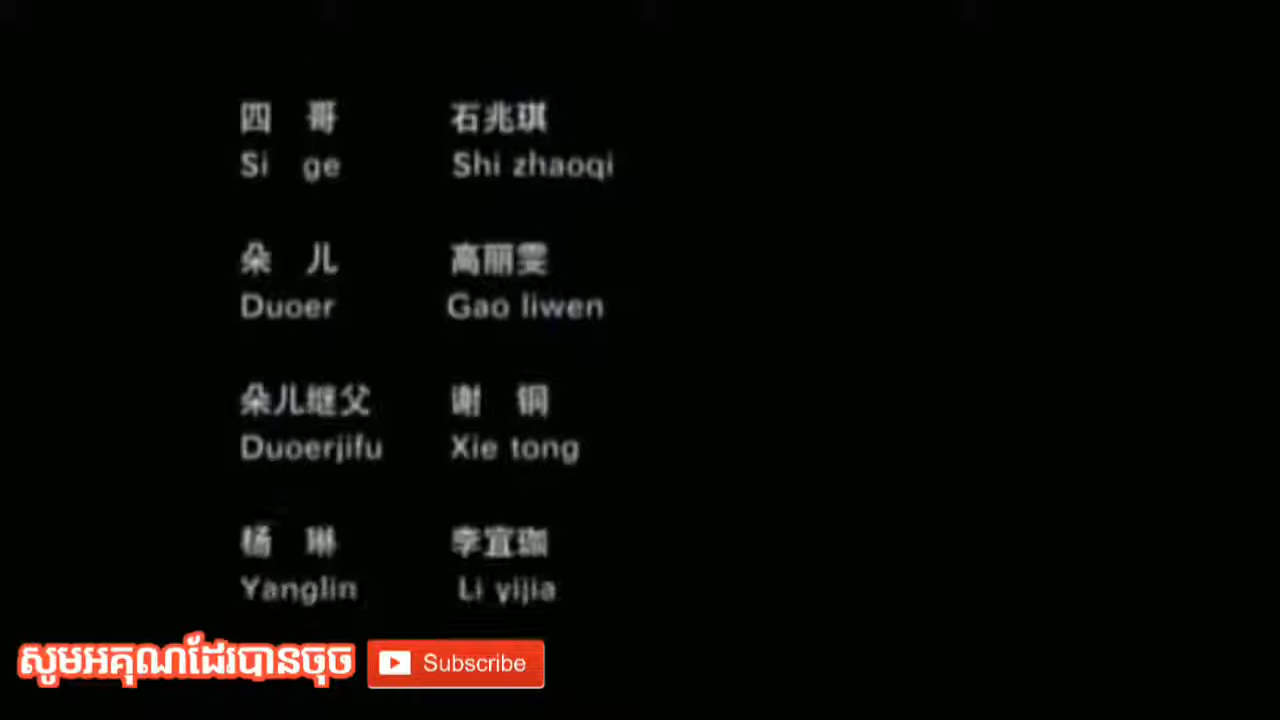 四 哥 石兆琪
Si ge Shi zhaoqi
朵 儿 高丽雯
Duoer Gao liwen
朵儿继父 谢 铜
Duoerjifu Xie tong
杨 琳 李宜珈
Yanglin Li yijia
សូមអគុណដែរបានចុច Subscribe